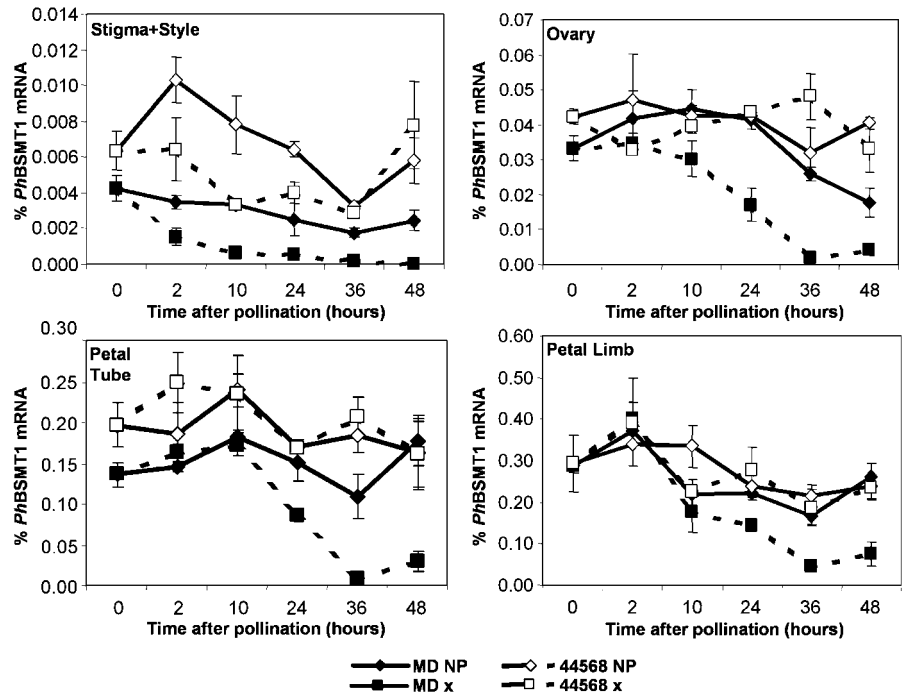 Stigma+Style
% PhBSMT1 mRNA
0.014
0.012
0.010
0.008
0.006
0.004
0.002
0.000
0 2 10 24 36 48
Time after pollination (hours)
Ovary
% PhBSMT1 mRNA
0.07
0.06
0.05
0.04
0.03
0.02
0.01
0.00
0 2 10 24 36 48
Time after pollination (hours)
Petal
Tube
% PhBSMT1 mRNA
0.30
0.25
0.20
0.15
0.10
0.05
0.00
0 2 10 24 36 48
Time after pollination (hours)
Petal Limb
% PhBSMT1 mRNA
0.60
0.50
0.40
0.30
0.20
0.10
0.00
0 2 10 24 36 48
Time after pollination (hours)
MD NP
44568 NP
MD x
44568 x